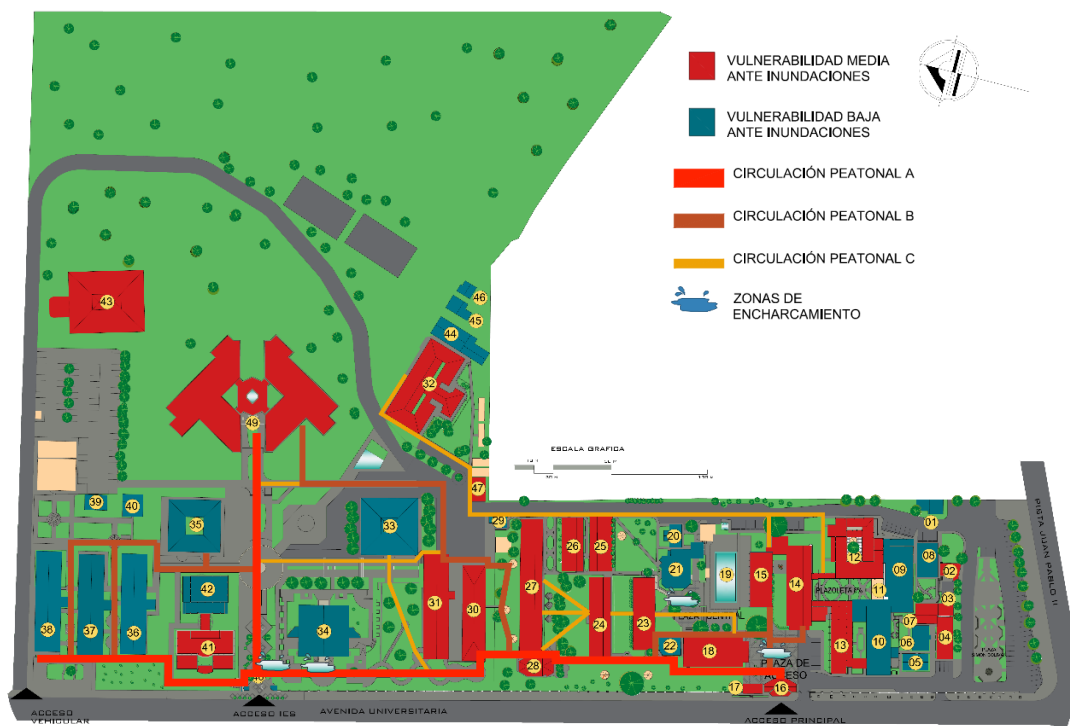 VULNERABILIDAD MEDIA
ANTE INUNDACIONES
VULNERABILIDAD BAJA
ANTE INUNDACIONES
CIRCULACIÓN PEATONAL A
CIRCULACIÓN PEATONAL B
CIRCULACIÓN PEATONAL C
ZONAS DE
ENCHARCAMIENTO
46
45
43
44
32
49
ESCALA GRAFICA
47
39
40
35
33
29
01
26
25
20
12
08
21
19
15
14
09
02
42
27
PLAZOLETA
11
03
38
37
36
34
31
30
24
23
07
41
22
18
13
10
06
04
05
28
PLAZA DE
ACCESO
17
16
PISTA JUAN PABLO II
ACCESO
VEHICULAR
ACCESO IES
AVENIDA UNIVERSITARIA
ACCESO PRINCIPAL